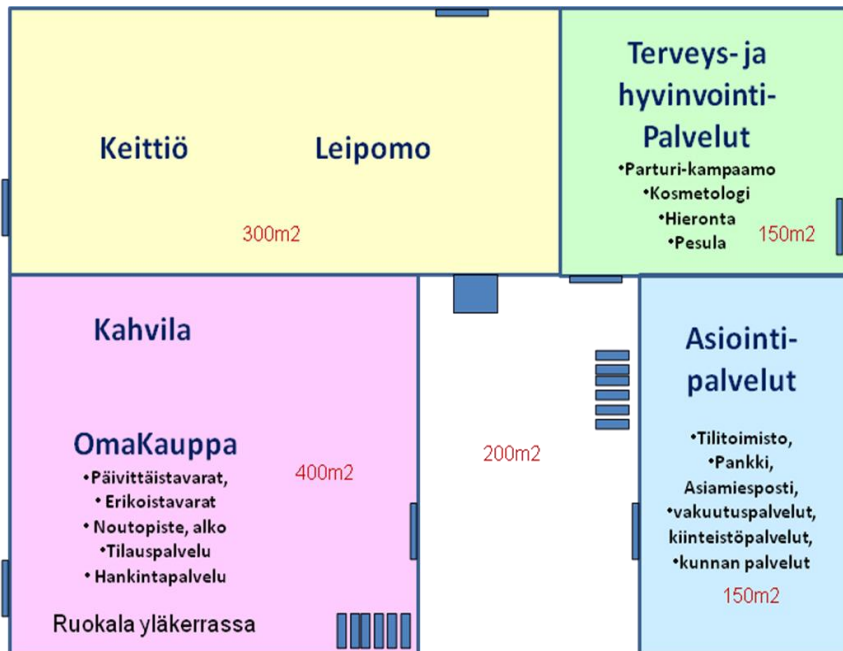 Keittiö
Leipomo
300m2
Terveys- ja
hyvinvointi-
Palvelut
•Parturi-kampaamo
•Kosmetologi
•Hieronta
•Pesula
150m2
Kahvila
OmaKauppa
•Päivittäistavarat,
• Erikoistavarat
• Noutopiste, alko
•Tilauspalvelu
• Hankintapalvelu
400m2
Ruokala yläkerrassa
200m2
Asiointi-
palvelut
•Tilitoimisto,
• Pankki,
Asiamiesposti,
•vakuutuspalvelut,
kiinteistöpalvelut,
•kunnan palvelut
150m2